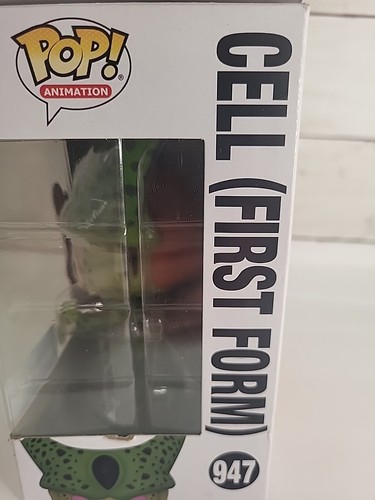 POP!
®
ANIMATION
CELL (FIRST FORM)
947